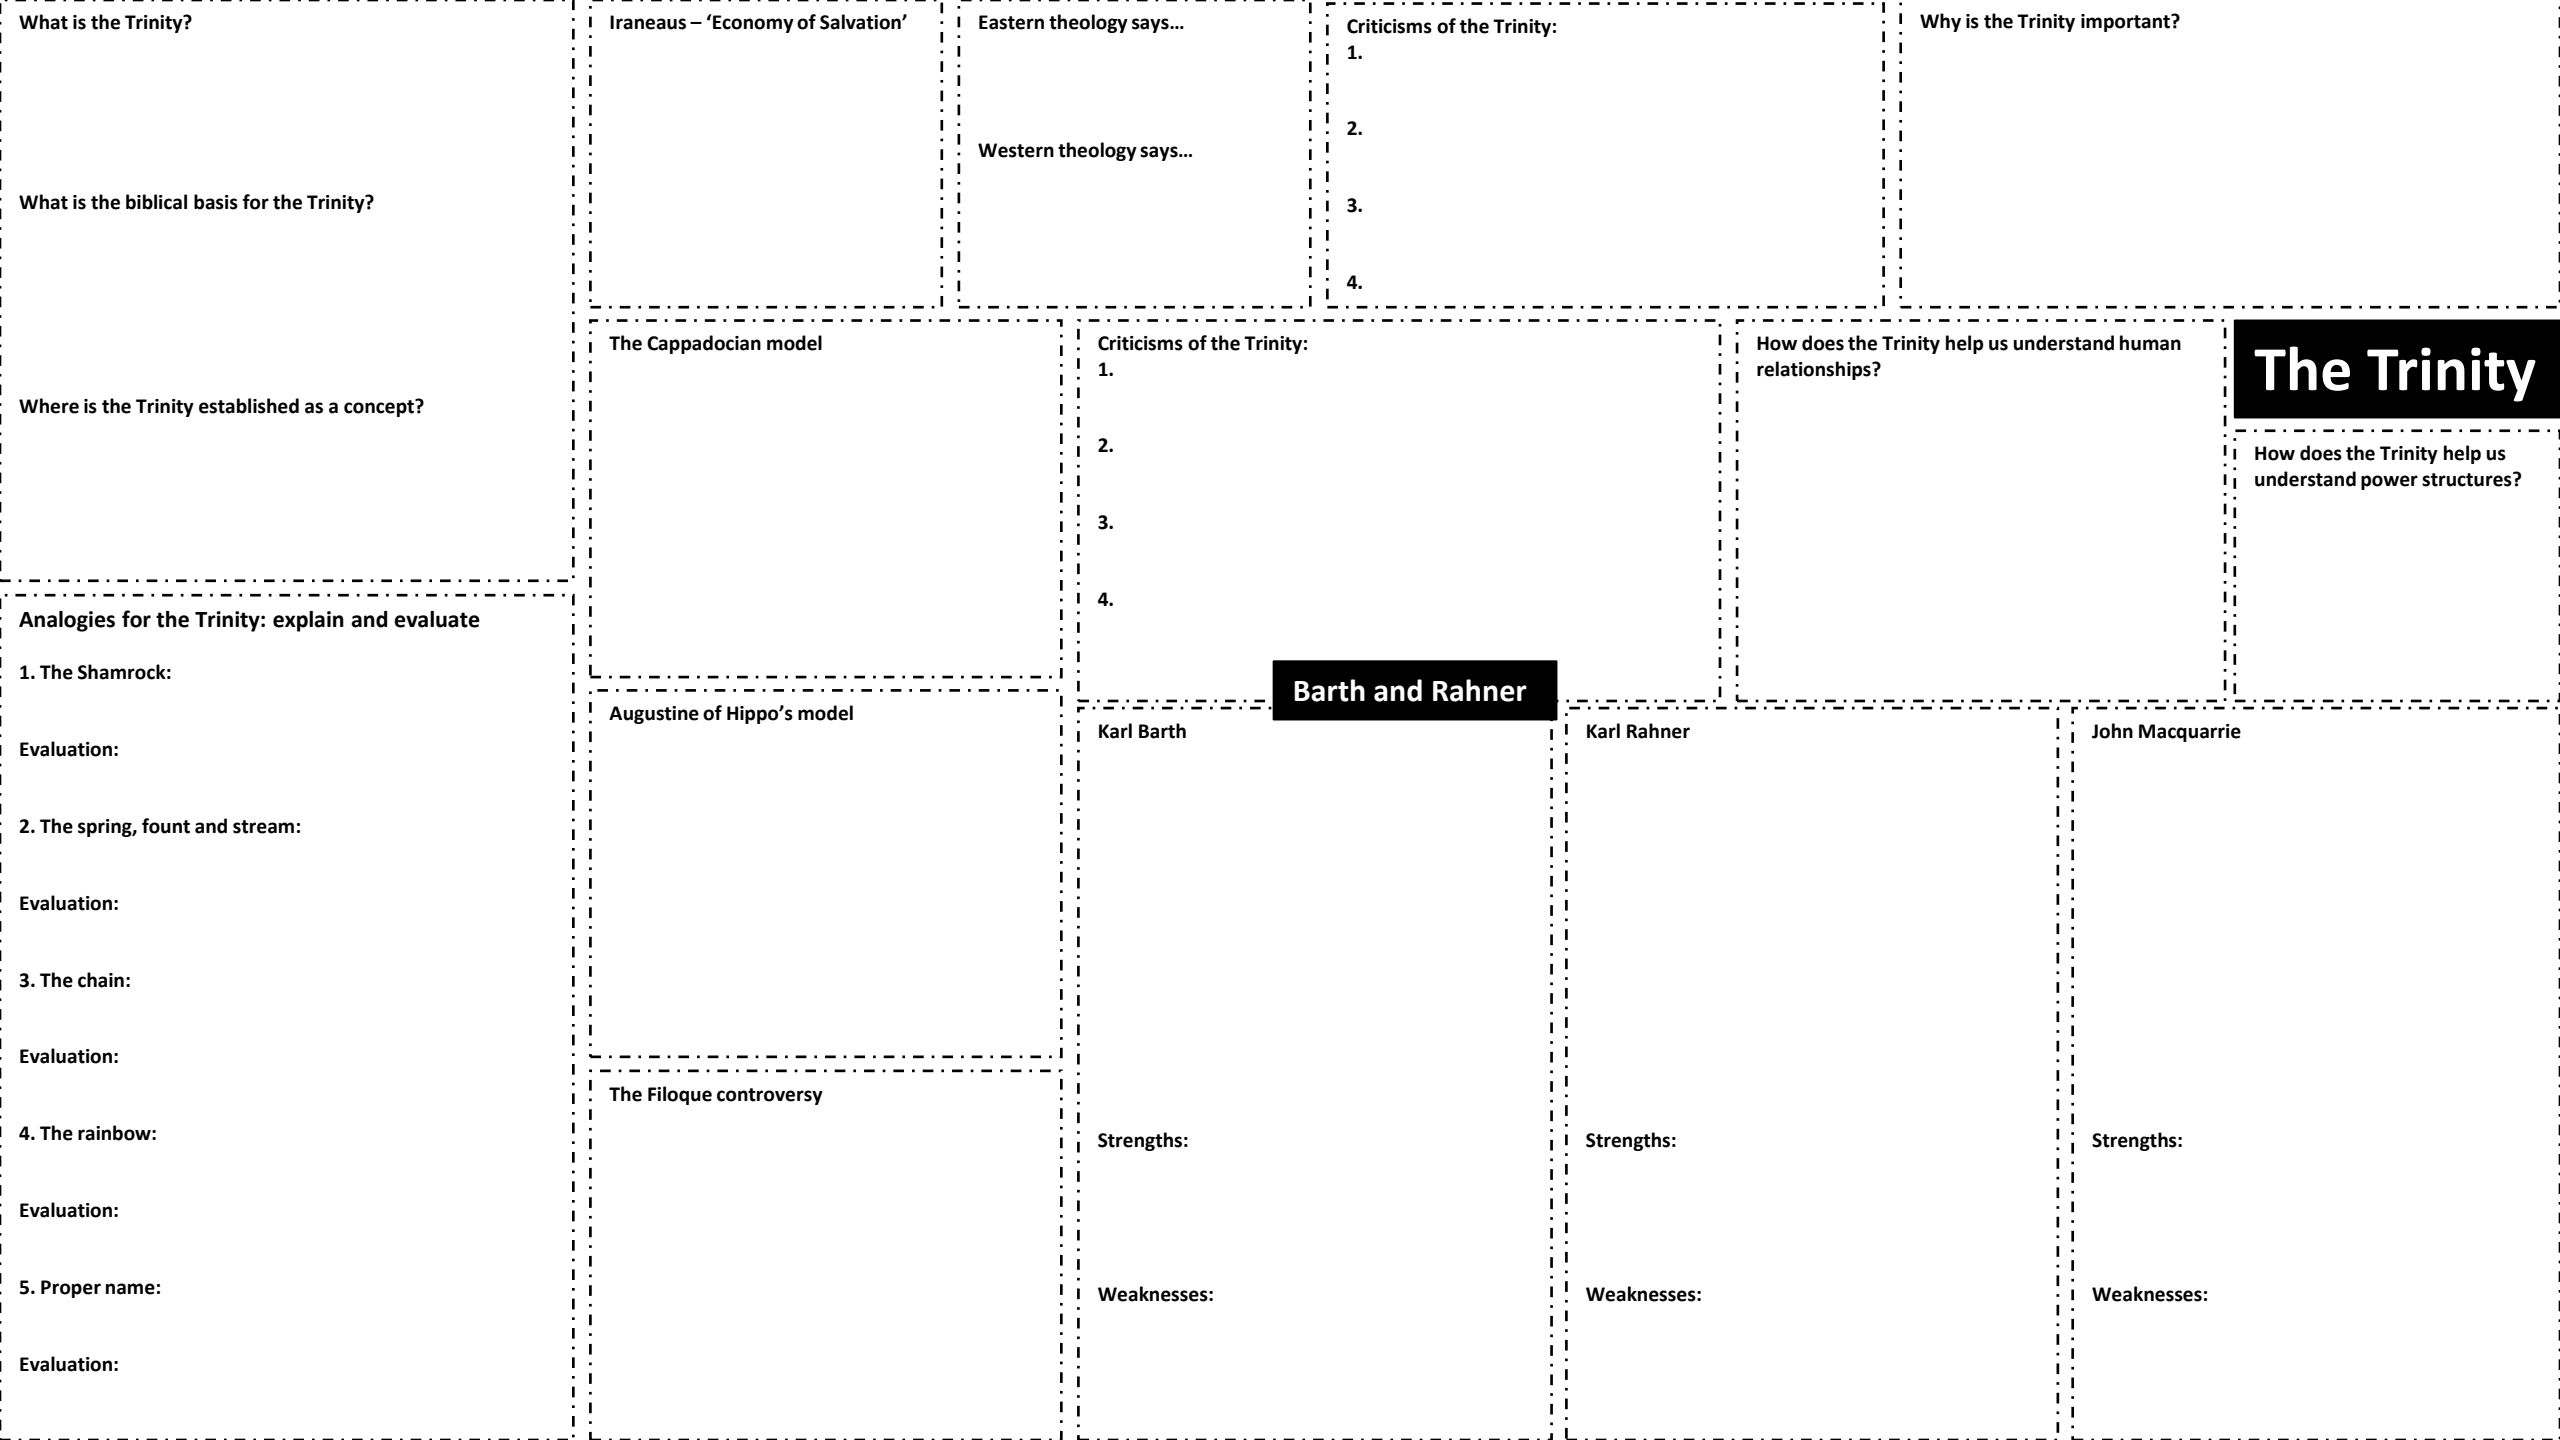 What is the Trinity?
What is the biblical basis for the Trinity?
Where is the Trinity established as a concept?
Analogies for the Trinity: explain and evaluate
1. The Shamrock:
Evaluation:
2. The spring, fount and stream:
Evaluation:
3. The chain:
Evaluation:
4. The rainbow:
Evaluation:
5. Proper name:
Evaluation:
Iraneaus – ‘Economy of Salvation’
Eastern theology says…
Western theology says…
Criticisms of the Trinity:
1.
2.
3.
4.
Why is the Trinity important?
The Cappadocian model
Augustine of Hippo’s model
The Filoque controversy
Criticisms of the Trinity:
1.
2.
3.
4.
How does the Trinity help us understand human
relationships?
The Trinity
How does the Trinity help us
understand power structures?
Barth and Rahner
Karl Barth
Strengths:
Weaknesses:
Karl Rahner
Strengths:
Weaknesses:
John Macquarrie
Strengths:
Weaknesses: